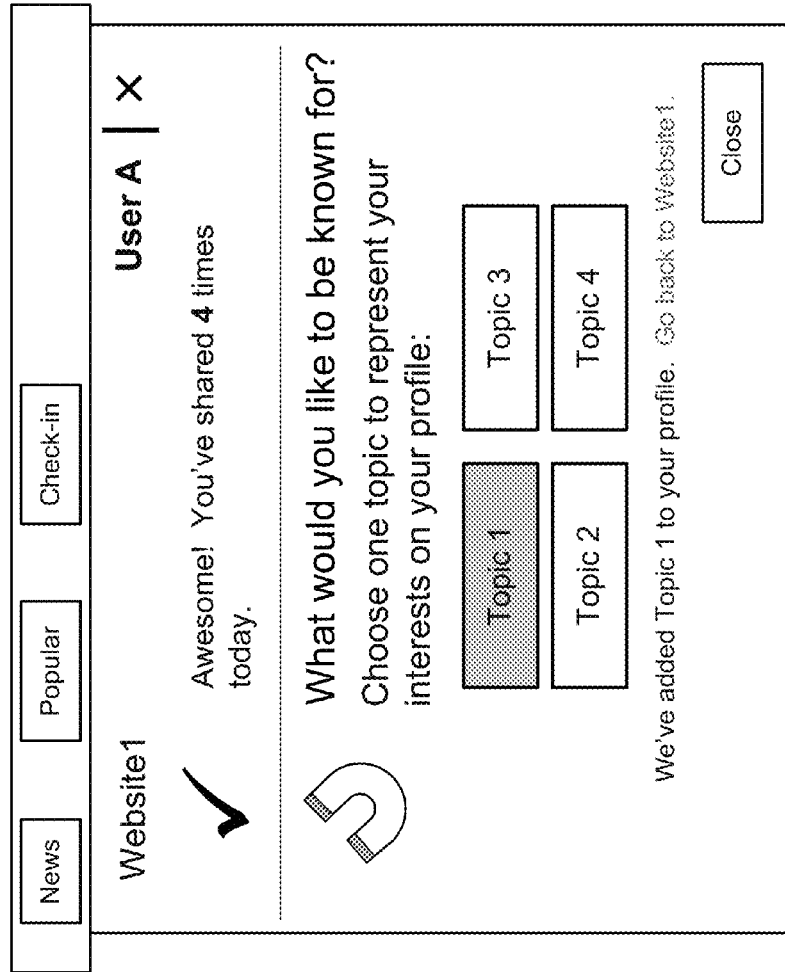 News Popular Check-in
Website1 User A | X
Awesome! You've shared 4 times
today.
What would you like to be known for?
Choose one topic to represent your
interests on your profile:
Topic 1 Topic 3
Topic 2 Topic 4
We've added Topic 1 to your profile. Go back to Website1.
Close